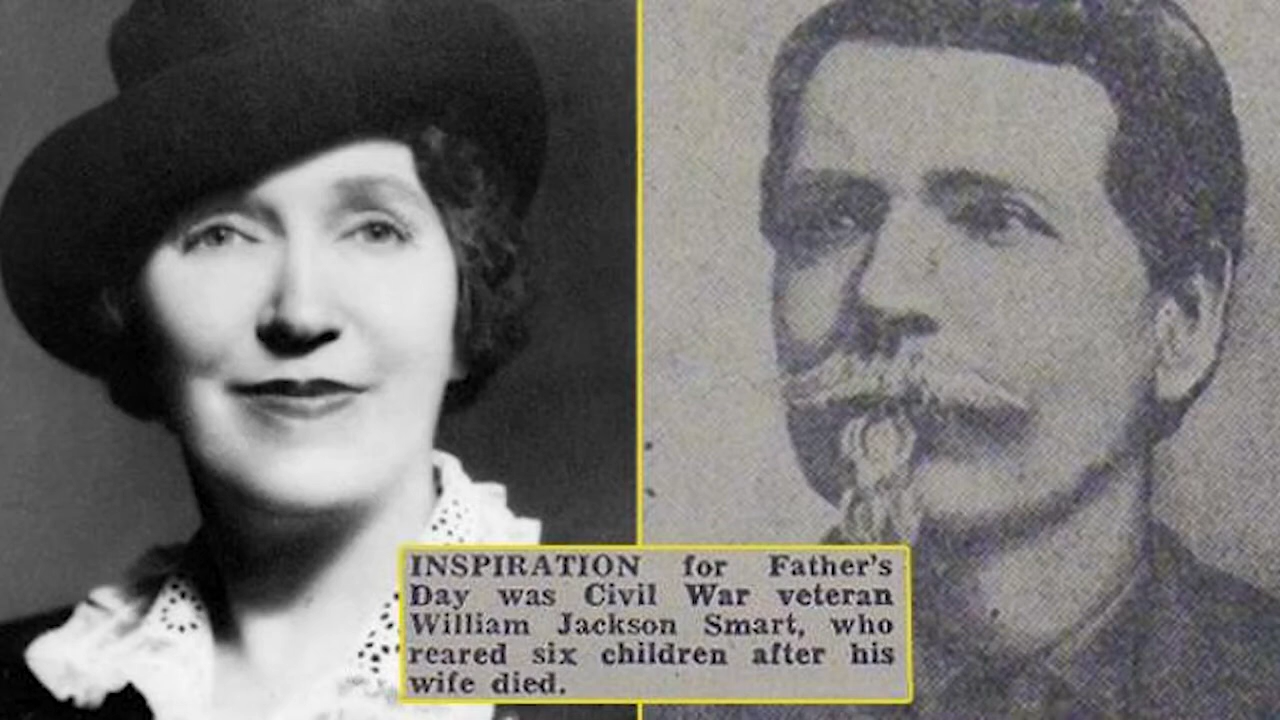 INSPIRATION for Father's
Day was Civil War veteran
William Jackson Smart, who
reared six children after his
wife died.